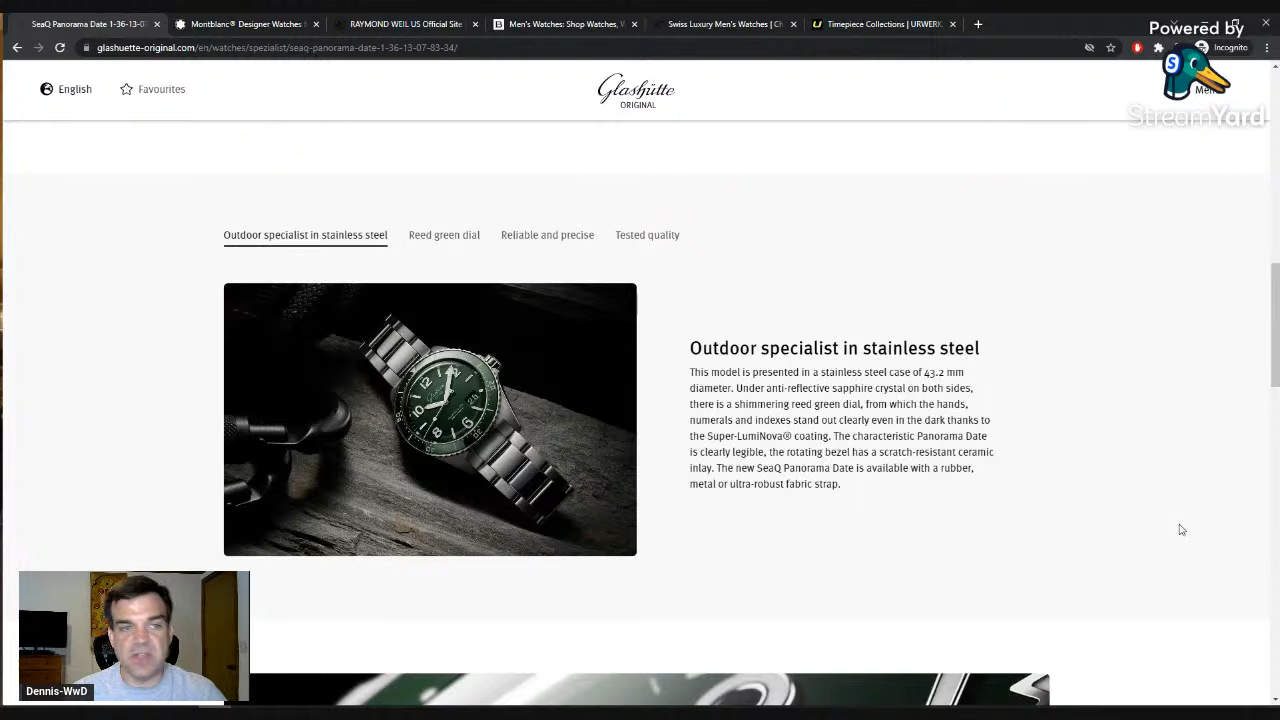 SeaQ Panorama Date 1-36-13-07
Montblanc® Designer Watches
RAYMOND WEIL US Official Site
Men's Watches: Shop Watches, W
Swiss Luxury Men's Watches | Ch
Timepiece Collections | URWERK
glashuette-original.com/en/watches/spezialist/seaq-panorama-date-1-36-13-07-83-34/
Incognito
Powered by
StreamYard
English
Favourites
Glashütte
ORIGINAL
Outdoor specialist in stainless steel
Reed green dial
Reliable and precise
Tested quality
Outdoor specialist in stainless steel
This model is presented in a stainless steel case of 43.2 mm
diameter. Under anti-reflective sapphire crystal on both sides,
there is a shimmering reed green dial, from which the hands,
numerals and indexes stand out clearly even in the dark thanks to
the Super-LumiNova® coating. The characteristic Panorama Date
is clearly legible, the rotating bezel has a scratch-resistant ceramic
inlay. The new SeaQ Panorama Date is available with a rubber,
metal or ultra-robust fabric strap.
Dennis-WwD